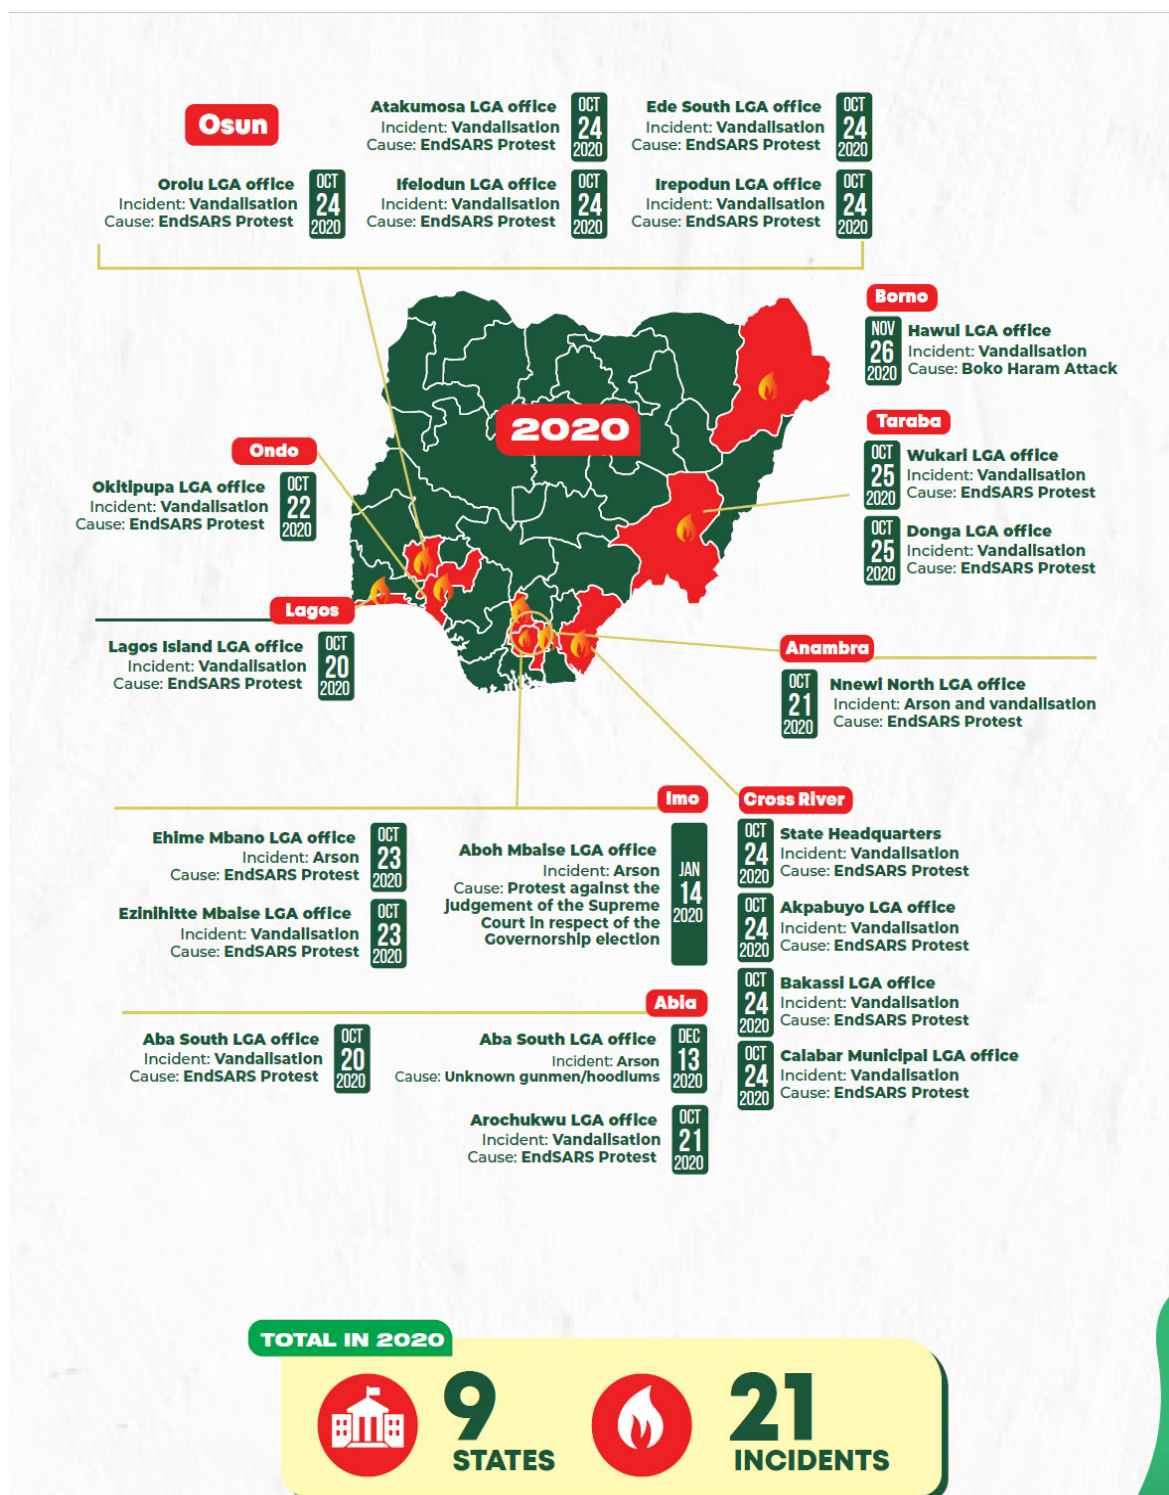 Osun
Atakumosa LGA office
Incident: Vandalisation
Cause: EndSARS Protest
OCT
24
2020
Ede South LGA office
Incident: Vandalisation
Cause: EndSARS Protest
OCT
24
2020
Orolu LGA office
Incident: Vandalisation
Cause: EndSARS Protest
OCT
24
2020
Ifelodun LGA office
Incident: Vandalisation
Cause: EndSARS Protest
OCT
24
2020
Irepodun LGA office
Incident: Vandalisation
Cause: EndSARS Protest
OCT
24
2020
Borno
NOV
26
2020
Hawul LGA office
Incident: Vandalisation
Cause: Boko Haram Attack
2020
Taraba
OCT
25
2020
Wukari LGA office
Incident: Vandalisation
Cause: EndSARS Protest
OCT
25
2020
Donga LGA office
Incident: Vandalisation
Cause: EndSARS Protest
Ondo
Okitipupa LGA office
Incident: Vandalisation
Cause: EndSARS Protest
OCT
22
2020
Lagos
Lagos Island LGA office
Incident: Vandalisation
Cause: EndSARS Protest
OCT
20
2020
Anambra
OCT
21
2020
Nnewi North LGA office
Incident: Arson and vandalisation
Cause: EndSARS Protest
Imo
Ehime Mbano LGA office
Incident: Arson
Cause: EndSARS Protest
OCT
23
2020
Ezinihitte Mbaise LGA office
Incident: Vandalisation
Cause: EndSARS Protest
OCT
23
2020
Aboh Mbaise LGA office
Incident: Arson
Cause: Protest against the
Judgement of the Supreme
Court in respect of the
Governorship election
JAN
14
2020
Cross River
OCT
24
2020
State Headquarters
Incident: Vandalisation
Cause: EndSARS Protest
OCT
24
2020
Akpabuyo LGA office
Incident: Vandalisation
Cause: EndSARS Protest
OCT
24
2020
Bakassi LGA office
Incident: Vandalisation
Cause: EndSARS Protest
OCT
24
2020
Calabar Municipal LGA office
Incident: Vandalisation
Cause: EndSARS Protest
Abia
Aba South LGA office
Incident: Vandalisation
Cause: EndSARS Protest
OCT
20
2020
Aba South LGA office
Incident: Arson
Cause: Unknown gunmen/hoodlums
DEC
13
2020
Arochukwu LGA office
Incident: Vandalisation
Cause: EndSARS Protest
OCT
21
2020
TOTAL IN 2020
9
STATES
21
INCIDENTS